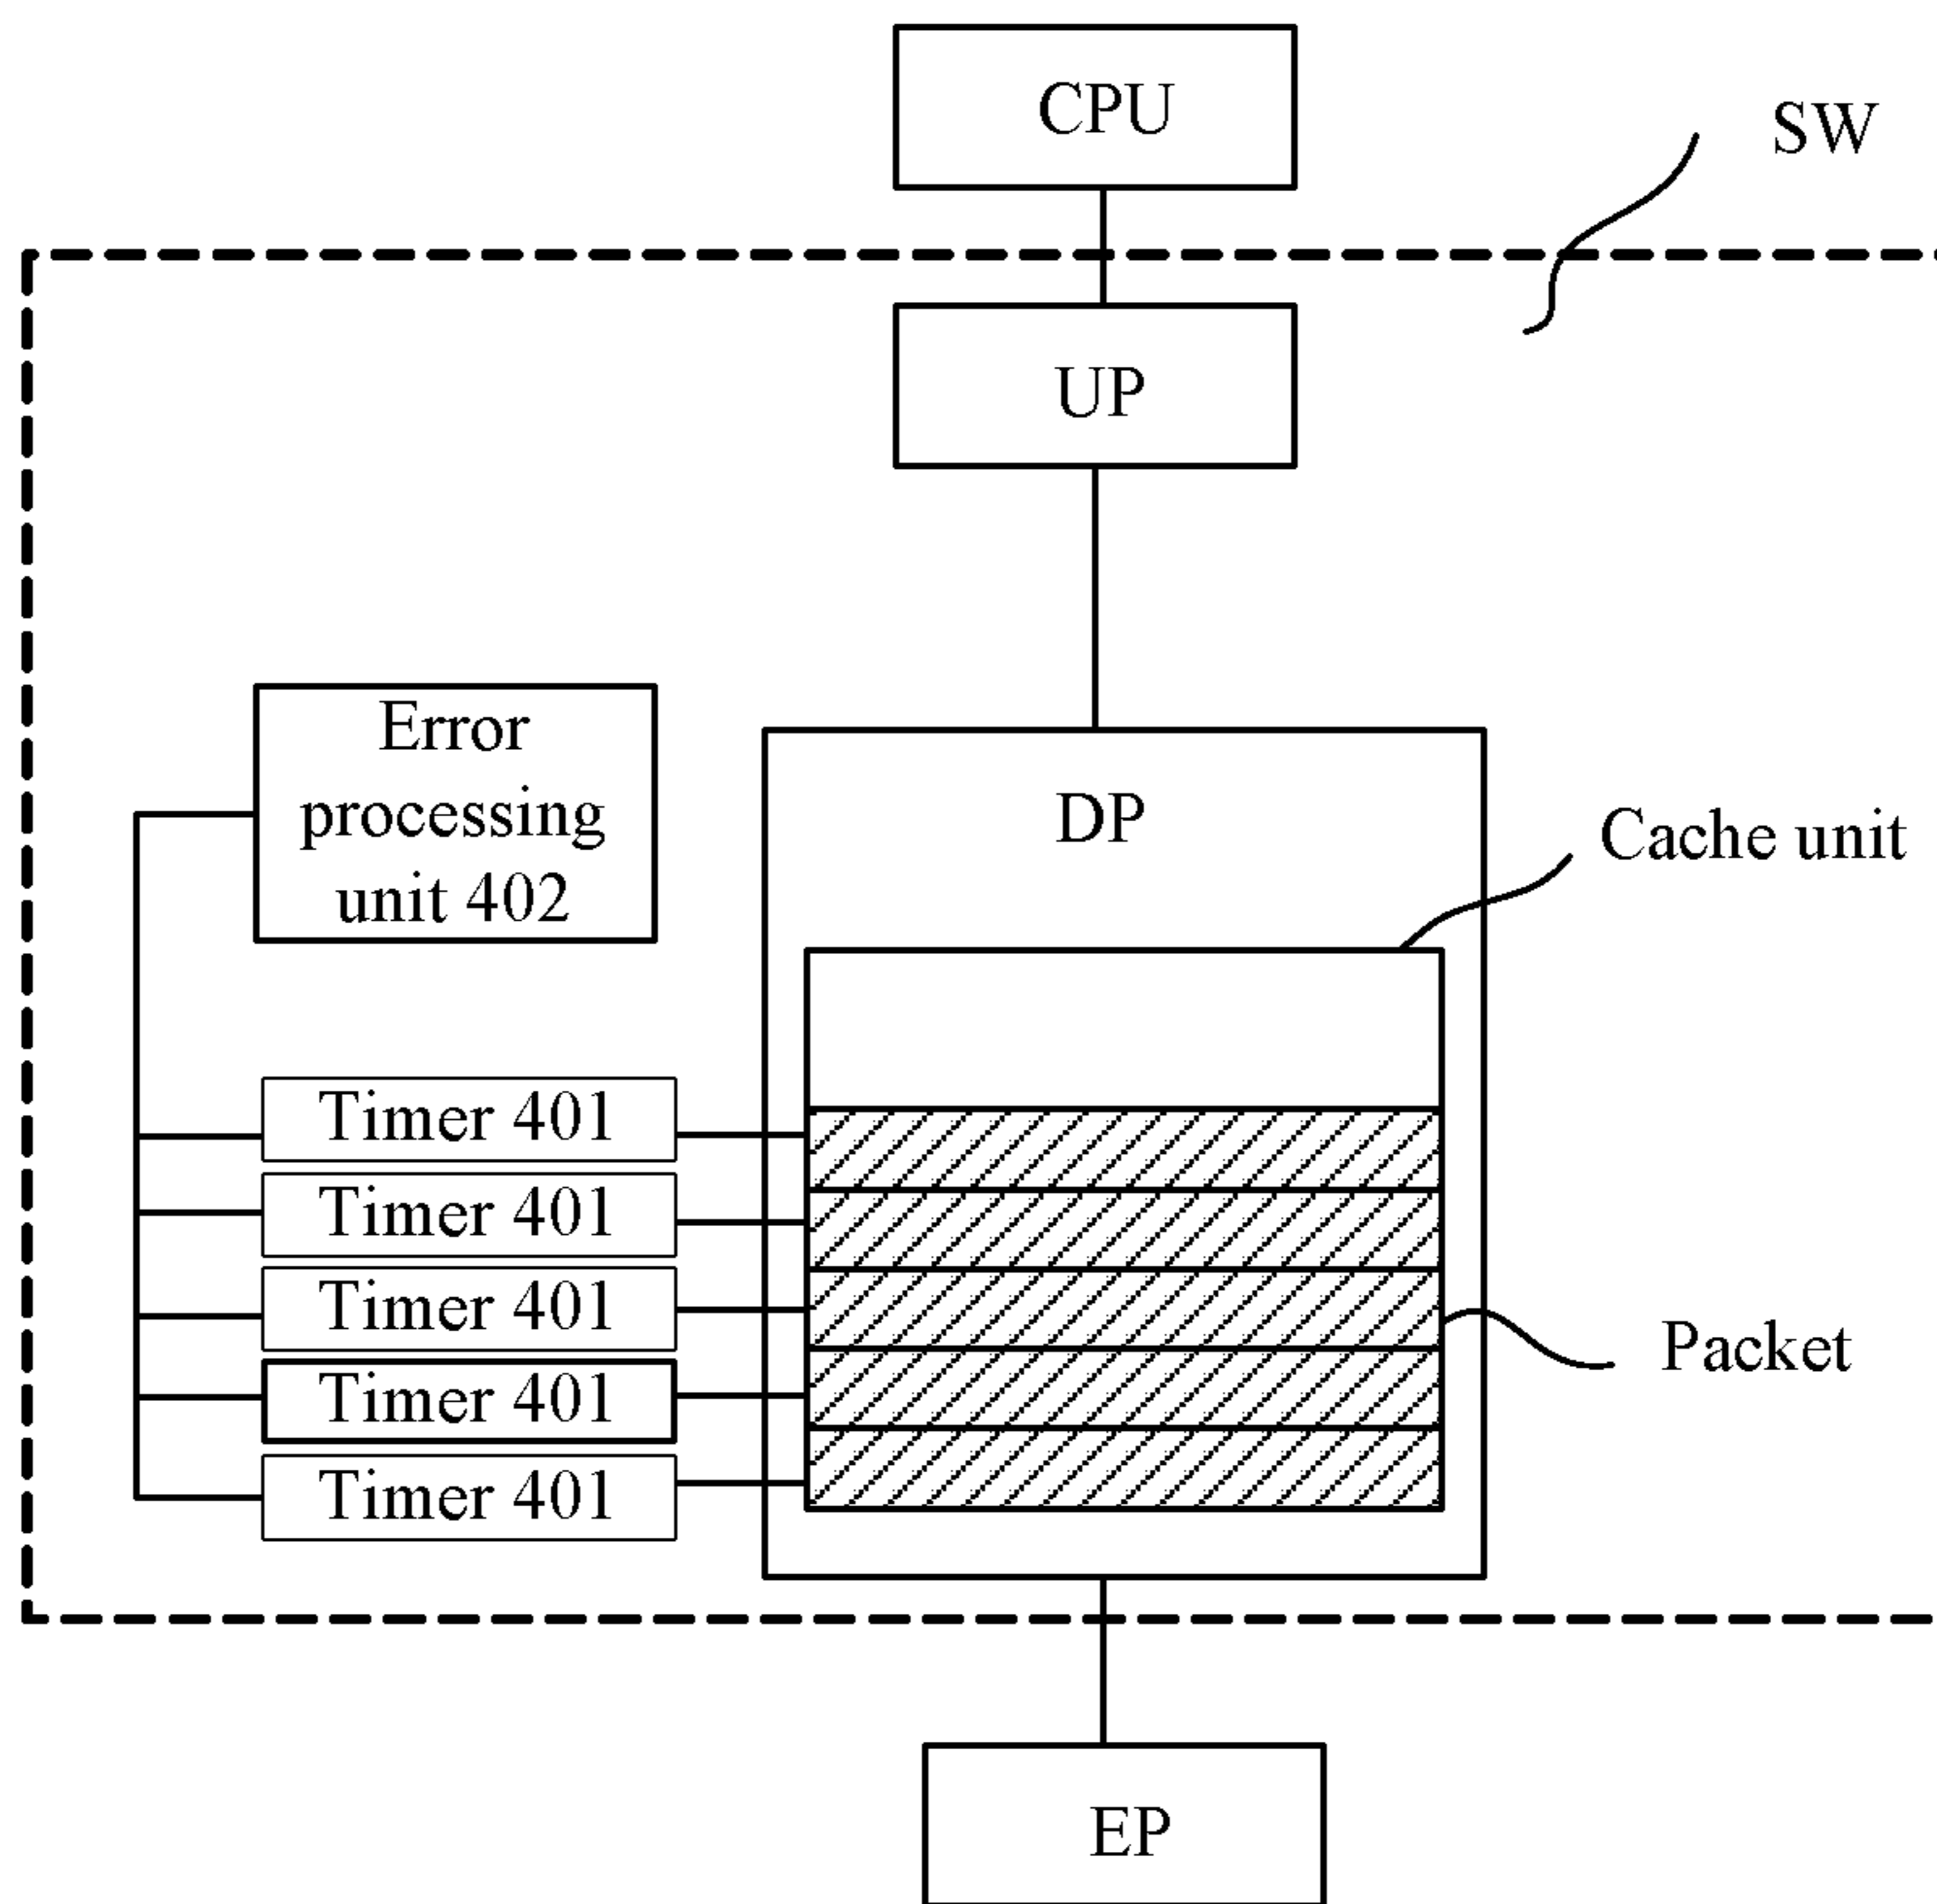 CPU
SW
UP
Error
processing
unit 402
DP
Cache unit
Timer 401
Timer 401
Timer 401
Timer 401
Timer 401
Packet
EP